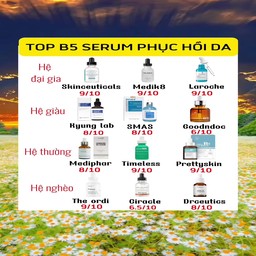 TOP B5 SERUM PHỤC HỒI DA
Hệ đại gia
Skinceuticals
9/10
Medik8
9/10
Laroche
9/10
Hệ giàu
Kyung lab
8/10
SMAS
8/10
Goodndoc
6/10
Hệ thường
Mediphar
8/10
Timeless
9/10
Prettyskin
9/10
Hệ nghèo
The ordi
9/10
Ciracle
6.5/10
Drceutics
8/10